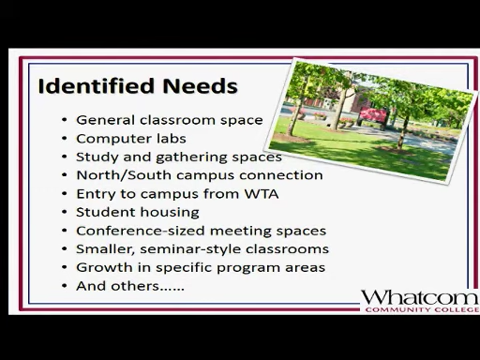 Identified Needs
• General classroom space
• Computer labs
• Study and gathering spaces
• North/South campus connection
• Entry to campus from WTA
• Student housing
• Conference-sized meeting spaces
• Smaller, seminar-style classrooms
• Growth in specific program areas
• And others......
Whatcom
COMMUNITY COLLEGE